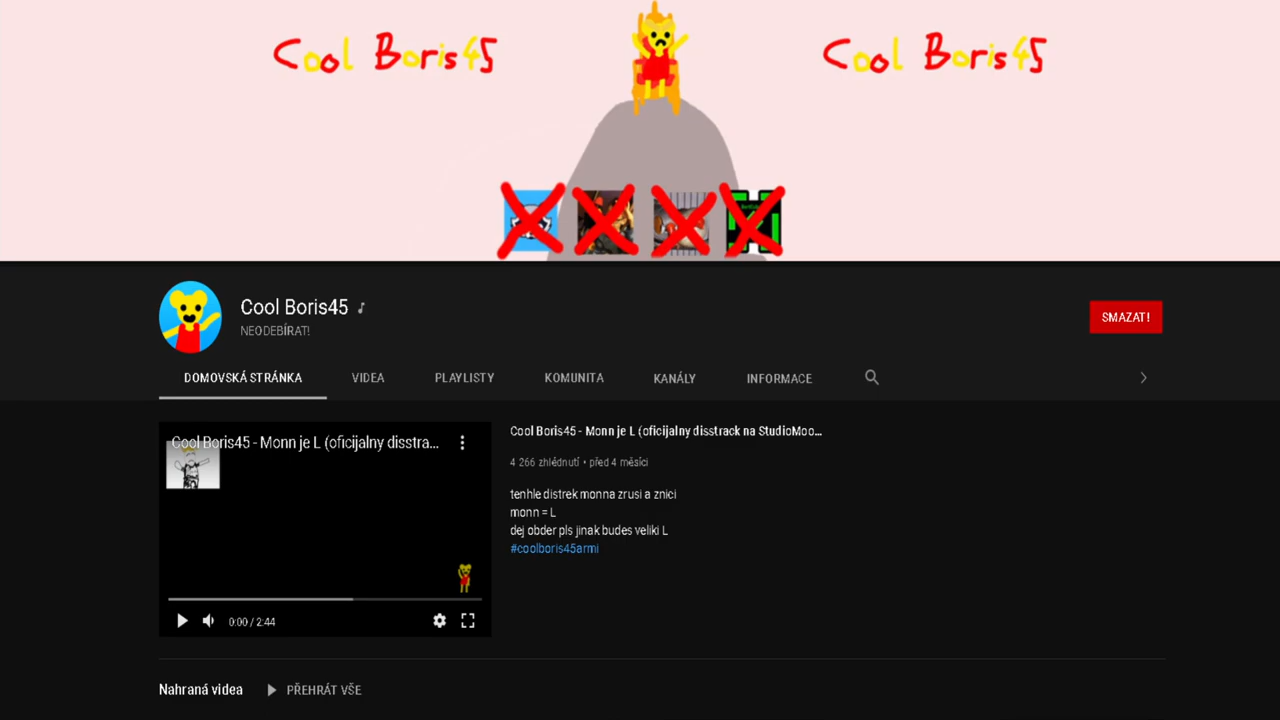 Cool Boris45 Cool Boris45
Cool Boris45
NEODEBÍRAT!
SMAZAT!
DOMOVSKÁ STRÁNKA VIDEA PLAYLISTY KOMUNITA KANÁLY INFORMACE
Cool Boris45 - Monn je L (oficijalny disstra...
Cool Boris45 - Monn je L (oficijalny disstrack na StudioMoo...
4 266 zhlédnutí • před 4 měsíci
tenhle distrek monna zrusi a znici
monn = L
dej obder pls jinak budes veliki L
#coolboris45armi
0:00 / 2:44
Nahraná videa PŘEHRÁT VŠE